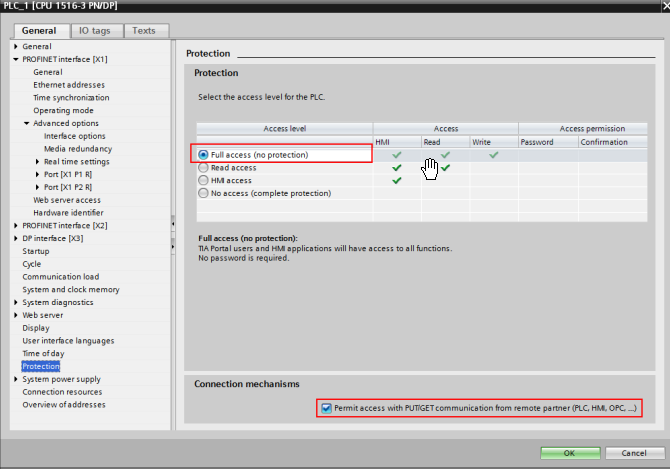 PLC_1 [CPU 1516-3 PN/DP]
General IO tags Texts
General
PROFINET interface [X1]
General
Ethernet addresses
Time synchronization
Operating mode
Advanced options
Interface options
Media redundancy
Real time settings
Port [X1 P1 R]
Port [X1 P2 R]
Web server access
Hardware identifier
PROFINET interface [X2]
DP interface [X3]
Startup
Cycle
Communication load
System and clock memory
System diagnostics
Web server
Display
User interface languages
Time of day
Protection
System power supply
Connection resources
Overview of addresses
Protection
Protection
Select the access level for the PLC.
Access level Access Access permission
HMI Read Write Password Confirmation
Full access (no protection)
Read access
HMI access
No access (complete protection)
Full access (no protection):
TIA Portal users and HMI applications will have access to all functions.
No password is required.
Connection mechanisms
Permit access with PUT/GET communication from remote partner (PLC, HMI, OPC, ...)
OK Cancel